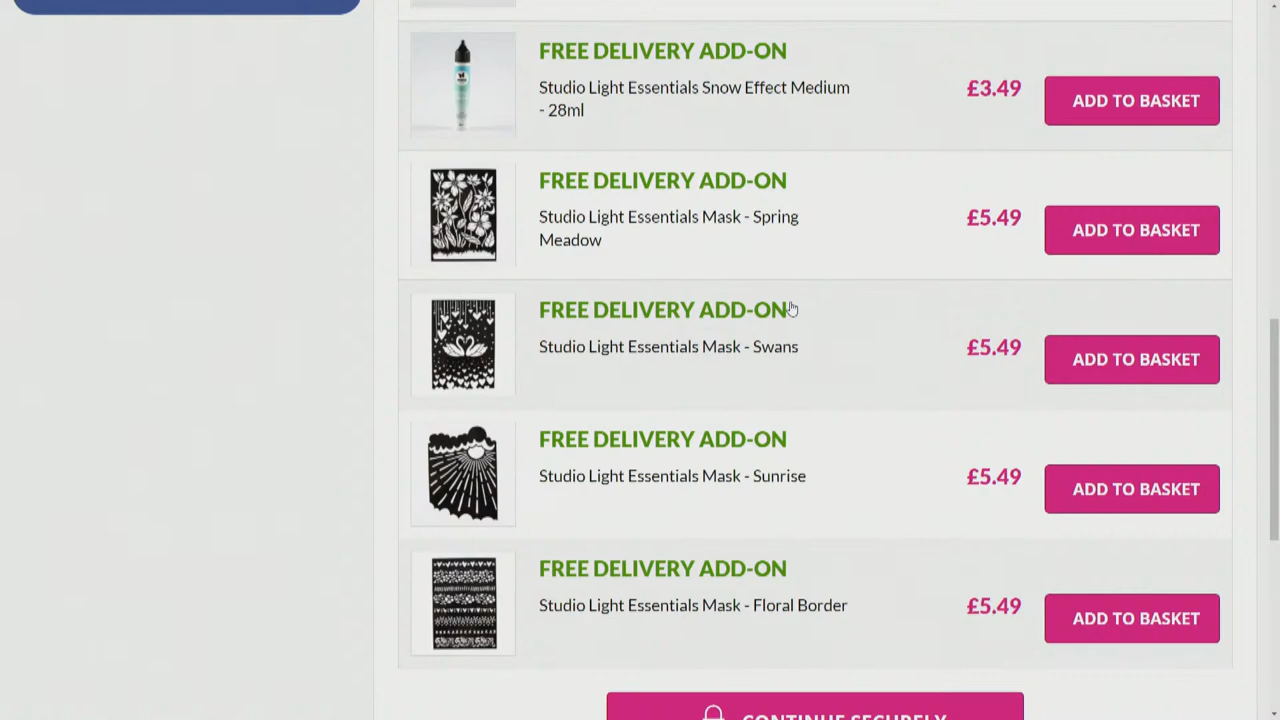 FREE DELIVERY ADD-ON
Studio Light Essentials Snow Effect Medium
- 28ml
£3.49
ADD TO BASKET
FREE DELIVERY ADD-ON
Studio Light Essentials Mask - Spring
Meadow
£5.49
ADD TO BASKET
FREE DELIVERY ADD-ON
Studio Light Essentials Mask - Swans
£5.49
ADD TO BASKET
FREE DELIVERY ADD-ON
Studio Light Essentials Mask - Sunrise
£5.49
ADD TO BASKET
FREE DELIVERY ADD-ON
Studio Light Essentials Mask - Floral Border
£5.49
ADD TO BASKET
CONTINUE SECURELY